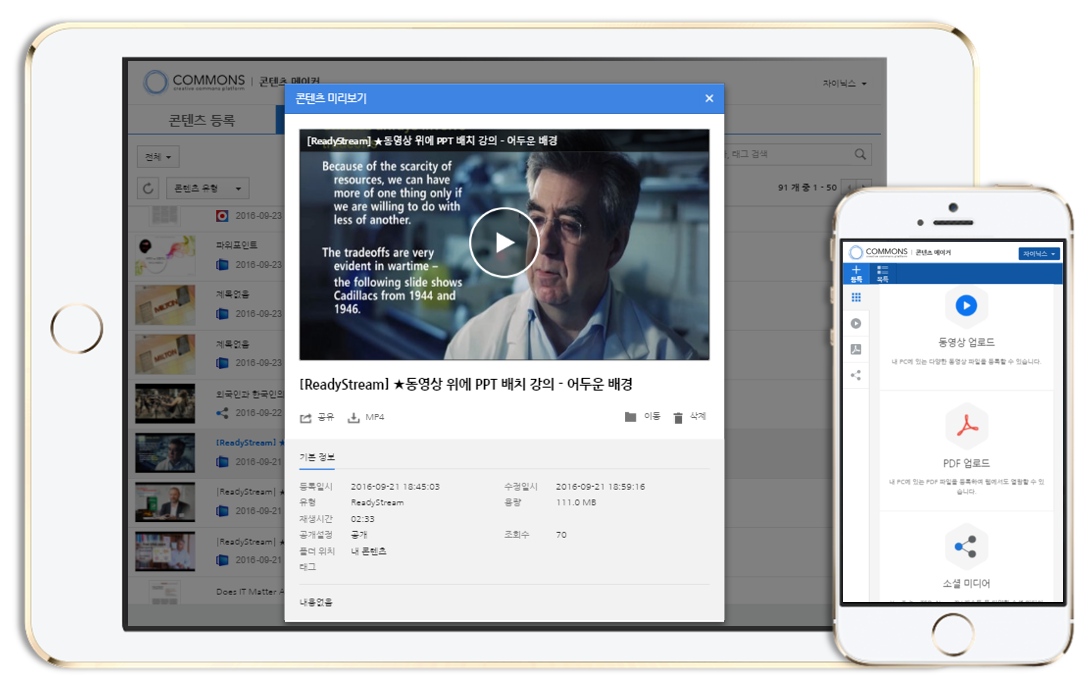 COMMONS
creative commons platform
콘텐츠 메이커
자이닉스
콘텐츠 등록
전체
태그 검색
콘텐츠 유형
91 개 중 1 - 50
2016-09-23
파워포인트
2016-09-23
제목없음
2016-09-23
제목없음
2016-09-23
외국인과 한국인의
2016-09-22
[ReadyStream] ★
2016-09-21
[ReadyStream] ★
2016-09-21
[ReadyStream] ★
2016-09-21
Does IT Matter A
콘텐츠 미리보기
[ReadyStream] ★동영상 위에 PPT 배치 강의 - 어두운 배경
Because of the scarcity of
resources, we can have
more of one thing only if
we are willing to do with
less of another.
The tradeoffs are very
evident in wartime –
the following slide shows
Cadillacs from 1944 and
1946.
[ReadyStream] ★동영상 위에 PPT 배치 강의 - 어두운 배경
공유 MP4 이동 삭제
기본 정보
등록일시 2016-09-21 18:45:03 수정일시 2016-09-21 18:59:16
유형 ReadyStream 용량 111.0 MB
재생시간 02:33
공개설정 공개 조회수 70
폴더 위치 내 콘텐츠
태그
내용없음
COMMONS
콘텐츠 메이커
자이닉스
등록 목록
동영상 업로드
내 PC에 있는 다양한 동영상 파일을 등록할 수 있습니다.
PDF 업로드
내 PC에 있는 PDF 파일을 등록하여 웹에서도 열람할 수 있
습니다.
소셜 미디어